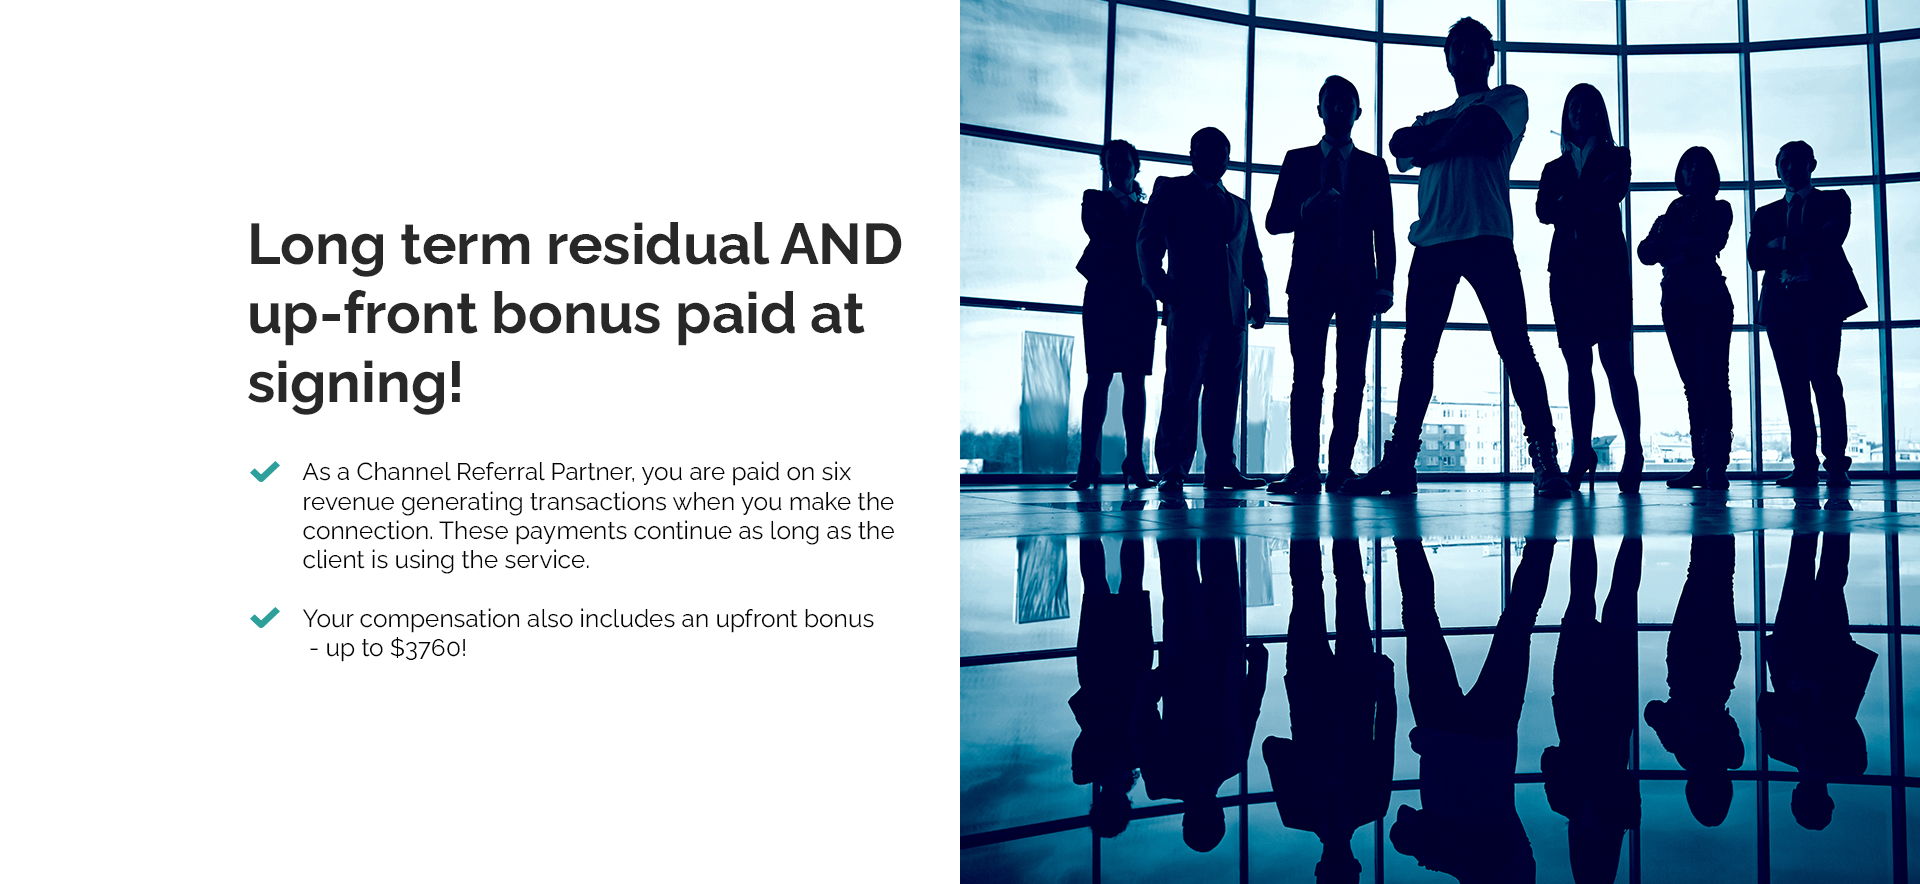 Long term residual AND
up-front bonus paid at
signing!
As a Channel Referral Partner, you are paid on six
revenue generating transactions when you make the
connection. These payments continue as long as the
client is using the service.
Your compensation also includes an upfront bonus
- up to $3760!